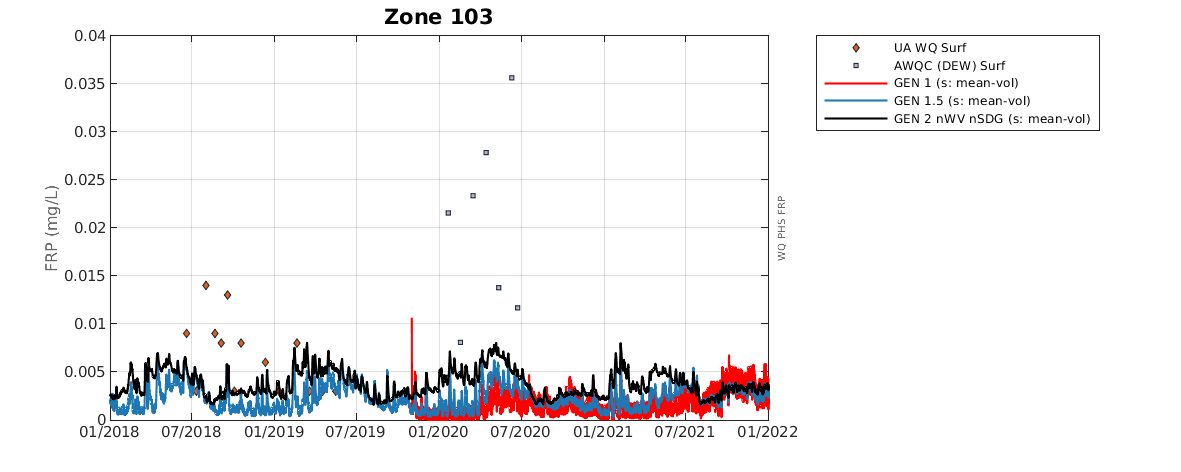 Zone 103
0.04
0.035
0.03
0.025
0.02
0.015
0.01
0.005
0
FRP (mg/L)
01/2018
07/2018
01/2019
07/2019
01/2020
07/2020
01/2021
07/2021
01/2022
WQ PHS FRP
UA WQ Surf
AWQC (DEW) Surf
GEN 1 (s: mean-vol)
GEN 1.5 (s: mean-vol)
GEN 2 nWV nSDG (s: mean-vol)